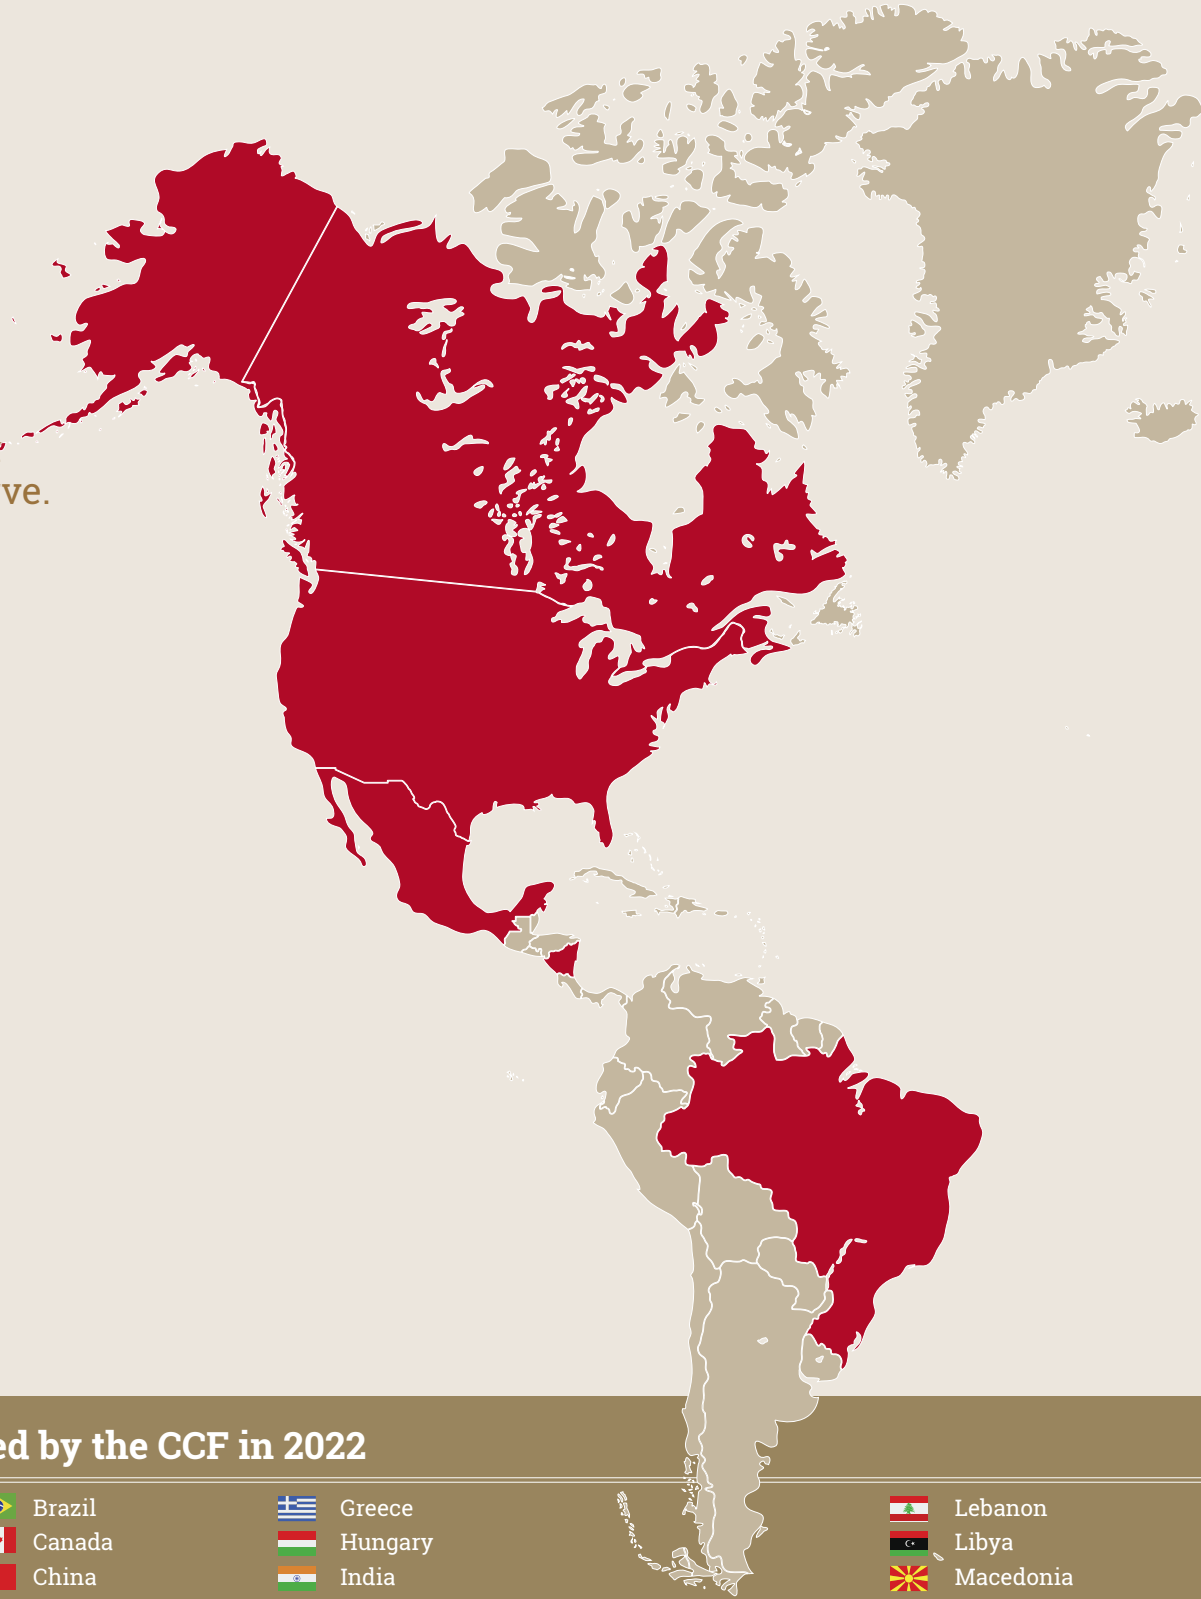 ve.
ed by the CCF in 2022
Brazil
Greece
Lebanon
Canada
Hungary
Libya
China
India
Macedonia